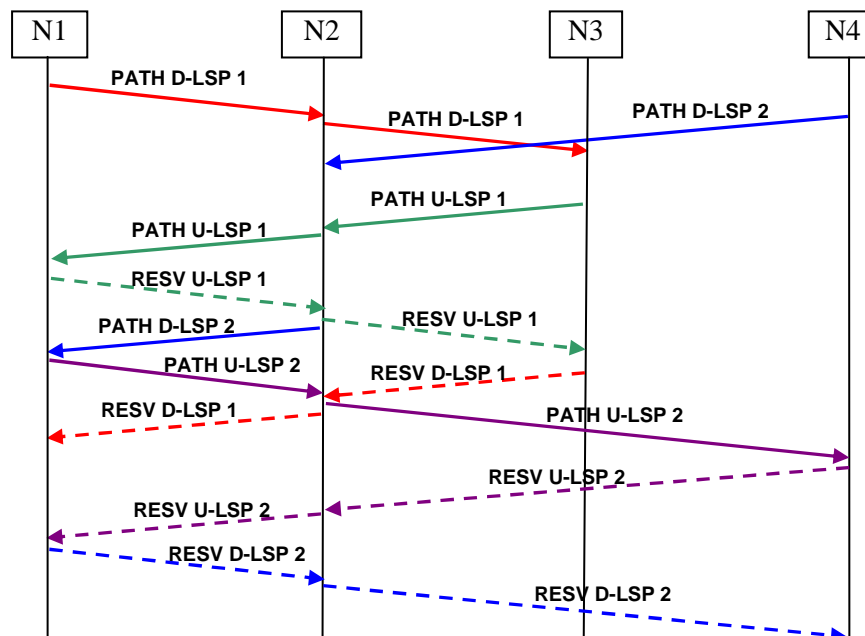 N1
N2
N3
N4
PATH D-LSP 1
PATH D-LSP 1
PATH D-LSP 2
PATH U-LSP 1
PATH U-LSP 1
RESV U-LSP 1
RESV U-LSP 1
PATH D-LSP 2
PATH U-LSP 2
RESV D-LSP 1
RESV D-LSP 1
PATH U-LSP 2
RESV U-LSP 2
RESV U-LSP 2
RESV D-LSP 2
RESV D-LSP 2